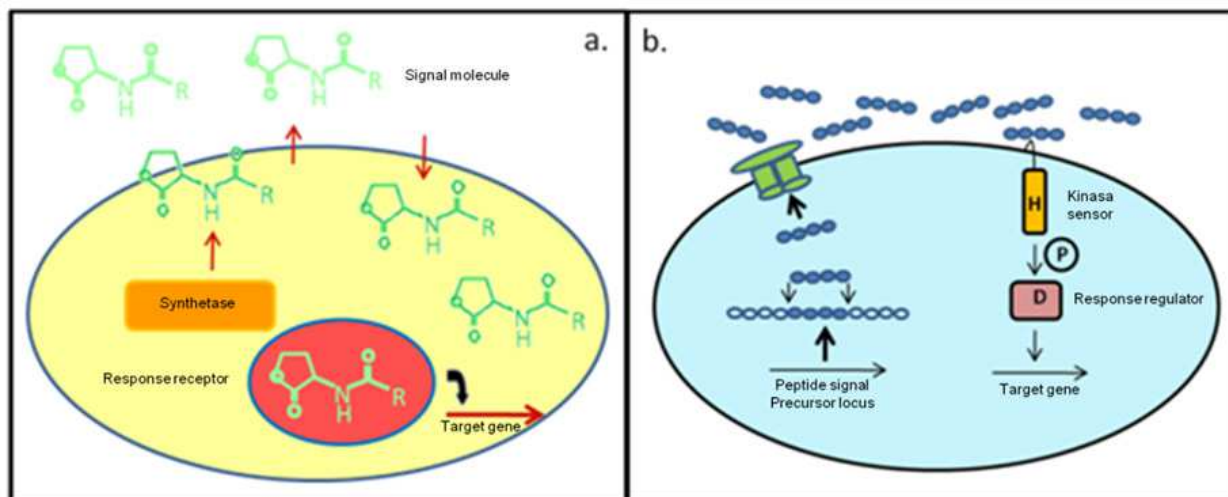 a.
Signal molecule
O
N
H
R
O
O
N
H
R
O
O
N
H
R
O
O
N
H
R
O
O
N
H
R
O
Synthetase
Response receptor
O
N
H
R
O
Target gene
b.
H
Kinasa
sensor
P
D
Response regulator
Peptide signal
Precursor locus
Target gene